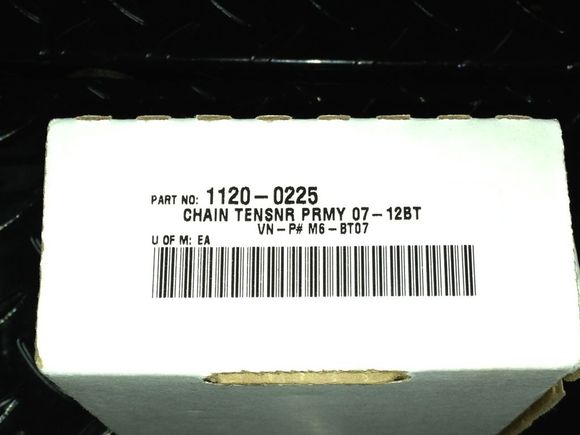 PART NO: 1120-0225
CHAIN TENSNR PRMY 07-12BT
VN-P# M6-BT07
U OF M: EA